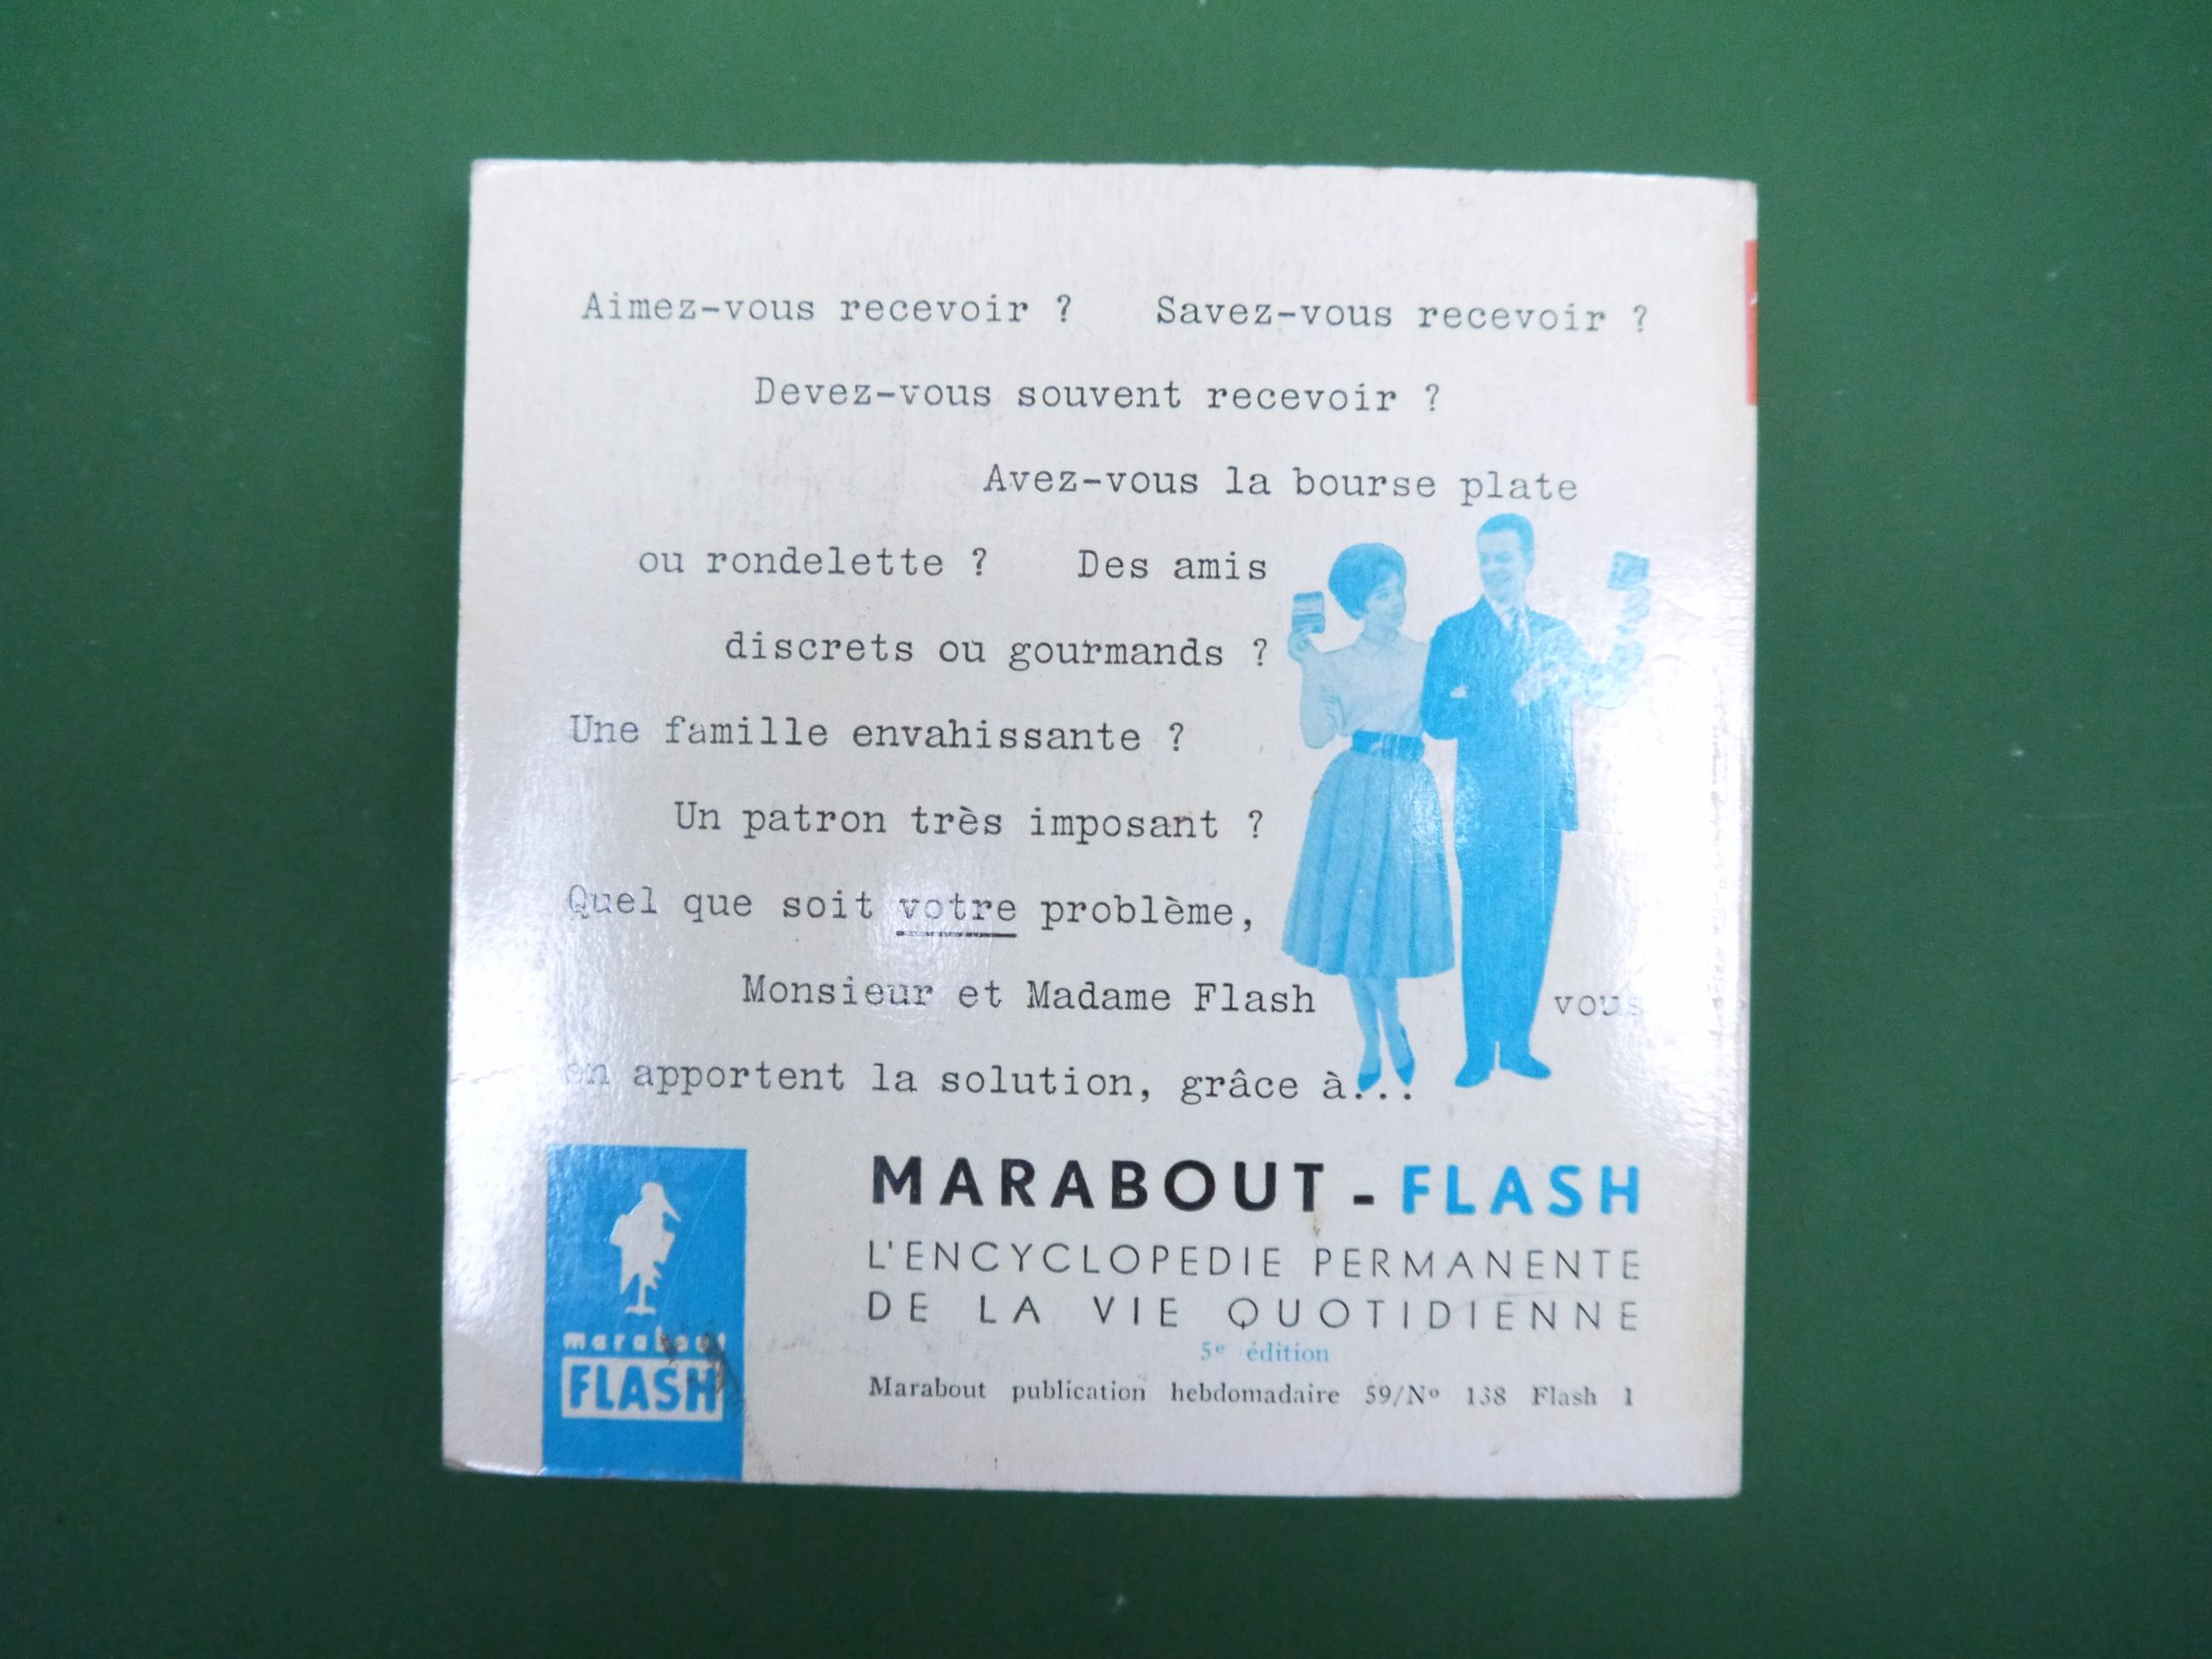 Aimez-vous recevoir ? Savez-vous recevoir ?
Devez-vous souvent recevoir ?
Avez-vous la bourse plate
ou rondelette ? Des amis
discrets ou gourmands ?
Une famille envahissante ?
Un patron très imposant ?
Quel que soit votre problème,
Monsieur et Madame Flash vous
en apportent la solution, grâce à...
MARABOUT - FLASH
L'ENCYCLOPEDIE PERMANENTE
DE LA VIE QUOTIDIENNE
5e édition
Marabout publication hebdomadaire 59/No 138 Flash 1
marabout
FLASH